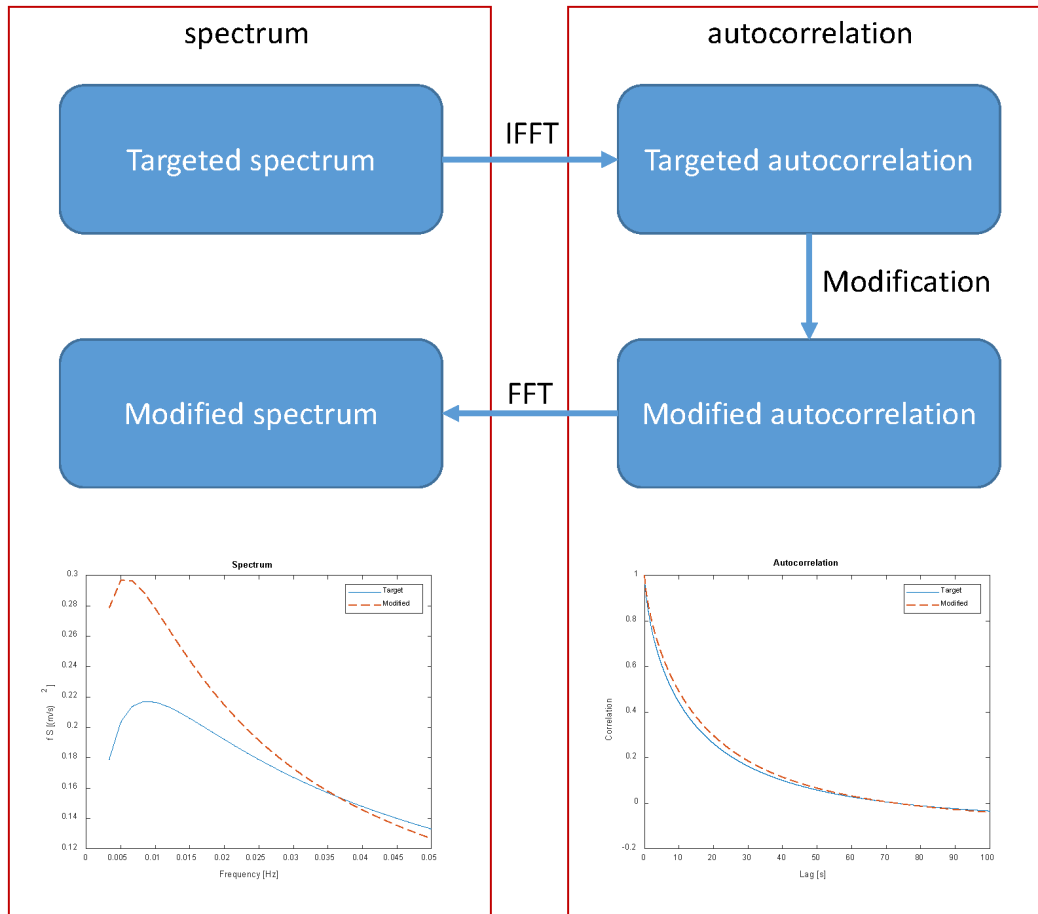 spectrum
autocorrelation
Targeted spectrum
IFFT
Targeted autocorrelation
Modification
Modified spectrum
FFT
Modified autocorrelation
Spectrum
0.3
0.28
0.26
0.24
0.22
0.2
0.18
0.16
0.14
0.12
f S [(m/s)2]
Target
Modified
0 0.005 0.01 0.015 0.02 0.025 0.03 0.035 0.04 0.045 0.05
Frequency [Hz]
Autocorrelation
1
0.8
0.6
0.4
0.2
0
-0.2
Correlation
Target
Modified
0 10 20 30 40 50 60 70 80 90 100
Lag [s]